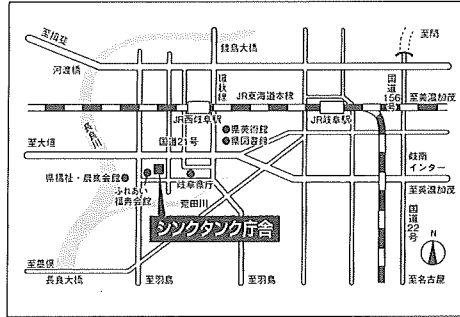 至揖斐
鏡島大橋
至関
河渡橋
環状線
JR東海道本線
国道156号
至美濃加茂
JR西岐阜駅
JR岐阜駅
長良川
県美術館
県図書館
国道21号
至大垣
岐南インター
県福祉・農業会館
ふれあい福寿会館
岐阜県庁
至美濃加茂
荒田川
国道22号
シンクタンク庁舎
N
至墨俣
長良大橋
至羽島
至羽島
至名古屋